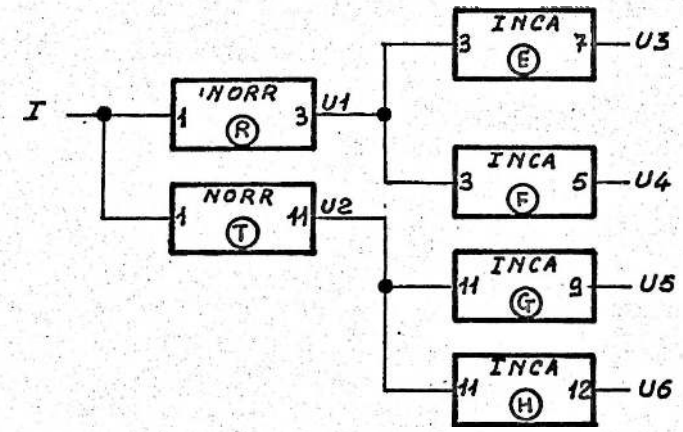 INCA
3 7 U3
E
I
INORR
1 3 U1
R
INCA
3 5 U4
F
NORR
1 11 U2
T
INCA
11 9 U5
G
INCA
11 12 U6
H